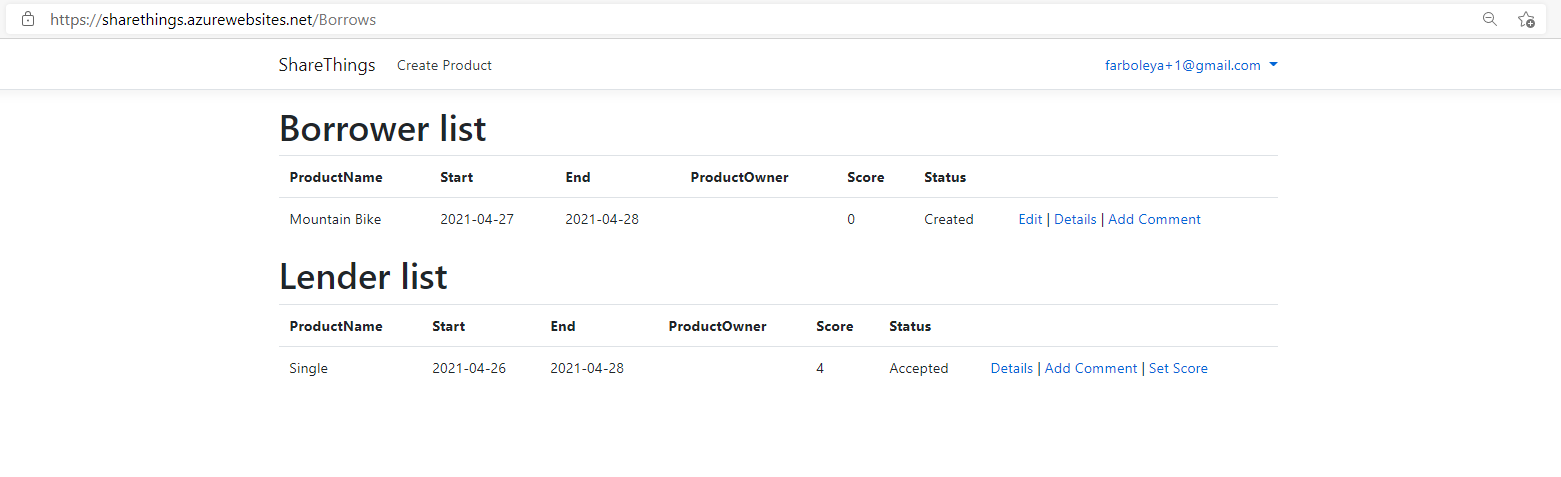 https://sharethings.azurewebsites.net/Borrows
ShareThings Create Product farboleya+1@gmail.com
Borrower list
ProductName Start End ProductOwner Score Status
Mountain Bike 2021-04-27 2021-04-28 0 Created Edit | Details | Add Comment
Lender list
ProductName Start End ProductOwner Score Status
Single 2021-04-26 2021-04-28 4 Accepted Details | Add Comment | Set Score